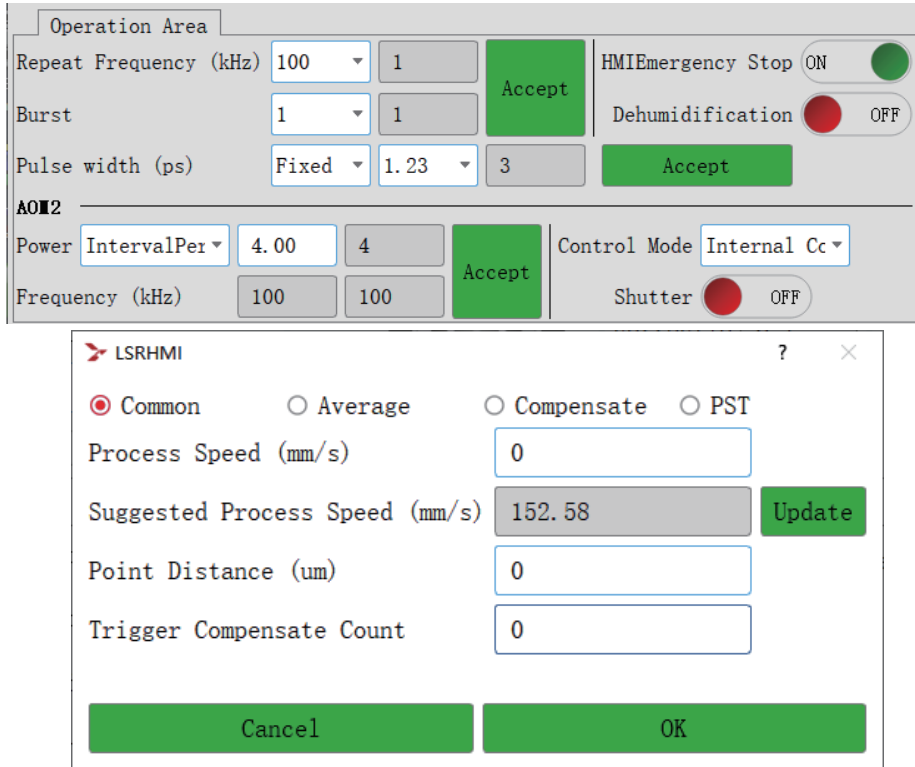 Operation Area
Repeat Frequency (kHz) 100 1 Accept HMIEmergency Stop ON
Burst 1 1 Dehumidification OFF
Pulse width (ps) Fixed 1.23 3 Accept
AOM2
Power IntervalPer 4.00 4 Accept Control Mode Internal Co
Frequency (kHz) 100 100 Shutter OFF
LSRHMI ?
Common Average Compensate PST
Process Speed (mm/s) 0
Suggested Process Speed (mm/s) 152.58 Update
Point Distance (um) 0
Trigger Compensate Count 0
Cancel OK